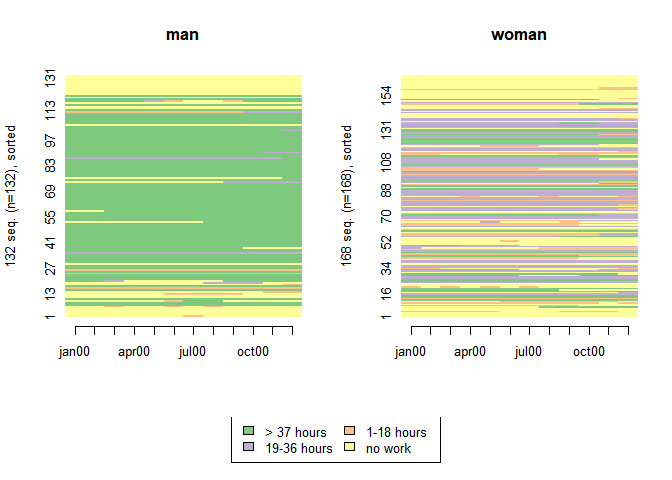 man
woman
132 seq. (n=132), sorted
1 13 27 41 55 69 83 97 113 131
jan00 apr00 jul00 oct00
168 seq. (n=168), sorted
1 16 34 52 70 88 108 131 154
jan00 apr00 jul00 oct00
> 37 hours 1-18 hours
19-36 hours no work